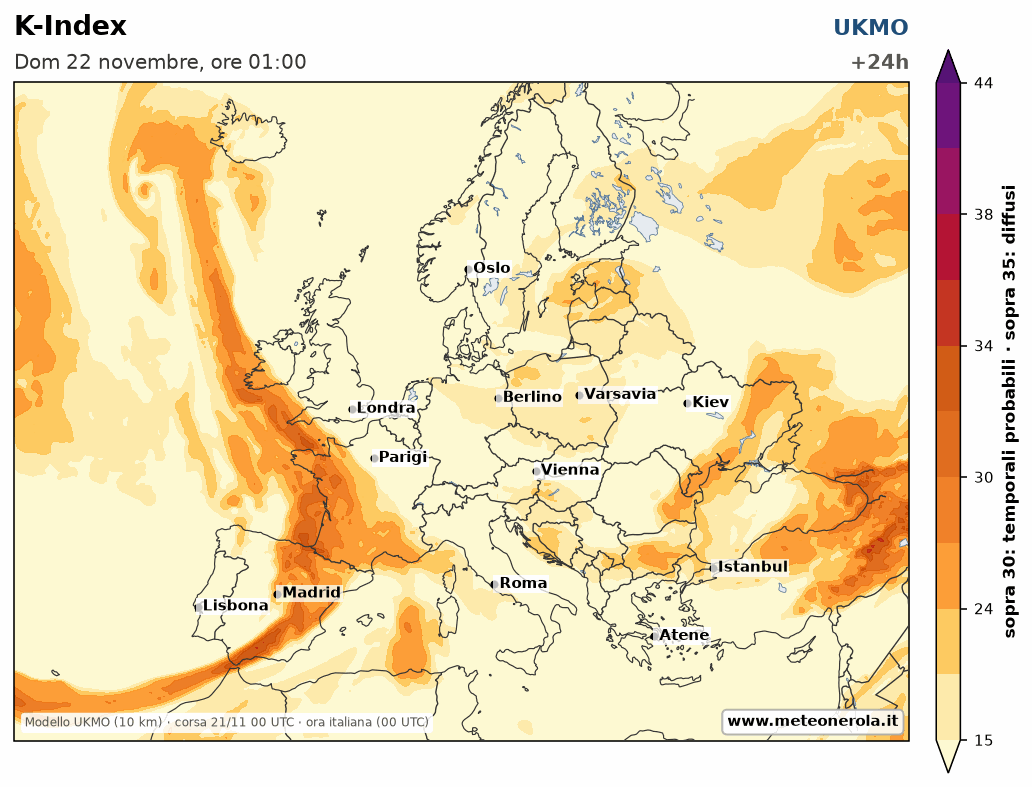 K-Index
UKMO
Dom 22 novembre, ore 01:00
+24h
44
38
34
30
24
15
sopra 30: temporali probabili · sopra 35: diffusi
Oslo
Berlino
Varsavia
Kiev
Londra
Parigi
Vienna
Istanbul
Roma
Madrid
Lisbona
Atene
Modello UKMO (10 km) · corsa 21/11 00 UTC · ora italiana (00 UTC)
www.meteonerola.it